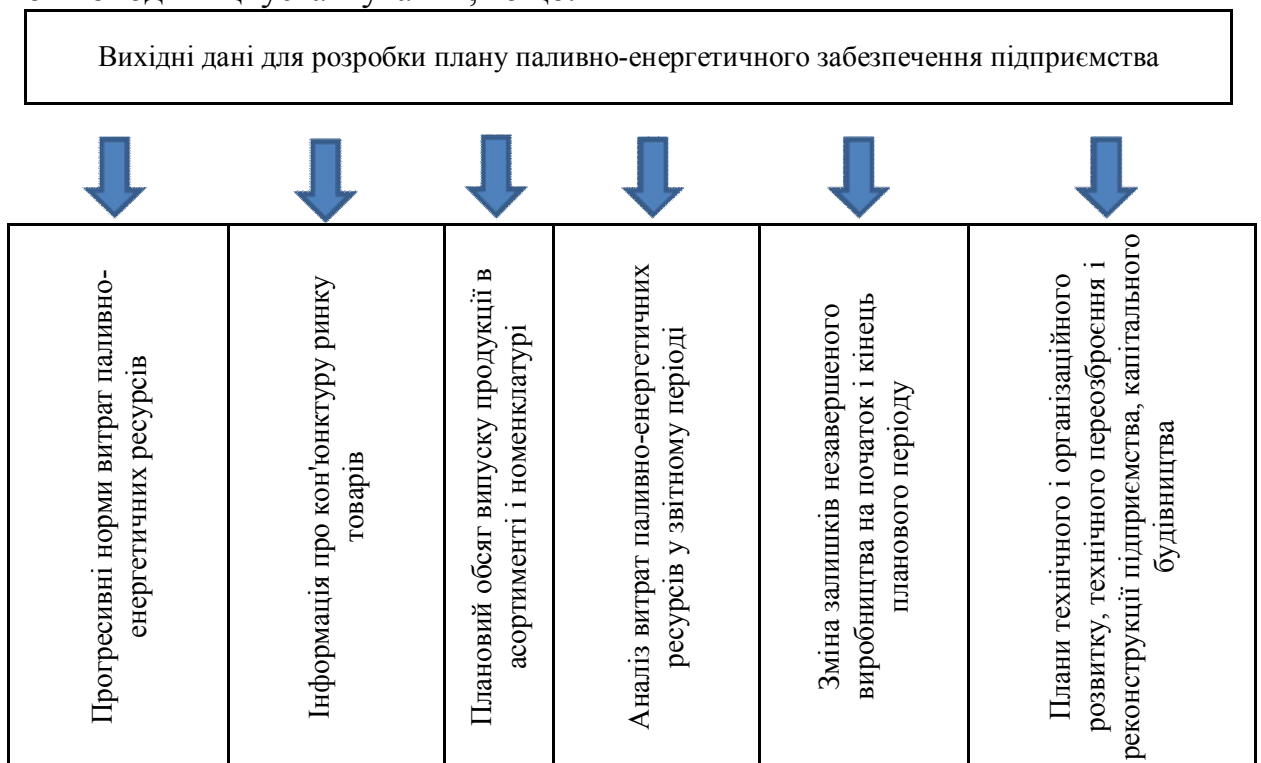 Вихідні дані для розробки плану паливно-енергетичного забезпечення підприємства
Прогресивні норми витрат паливно-
енергетичних ресурсів
Інформація про кон'юнктуру ринку
товарів
Плановий обсяг випуску продукції в
асортименті і номенклатурі
Аналіз витрат паливно-енергетичних
ресурсів у звітному періоді
Зміна залишків незавершеного
виробництва на початок і кінець
планового періоду
Плани технічного і організаційного
розвитку, технічного переозброєння і
реконструкції підприємства, капітального
будівництва